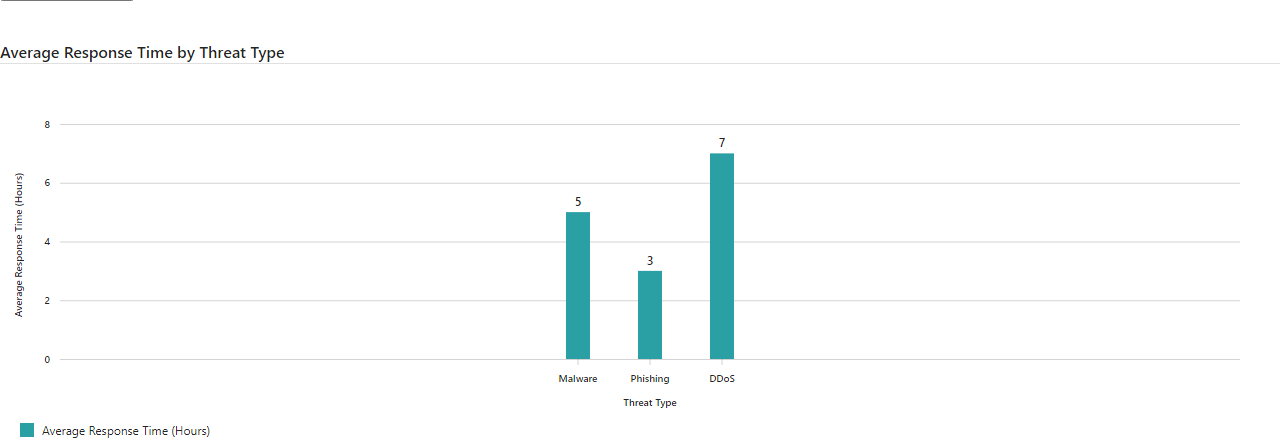 Average Response Time by Threat Type
8
7
6
5
4
3
2
0
Average Response Time (Hours)
Malware Phishing DDoS
Threat Type
Average Response Time (Hours)